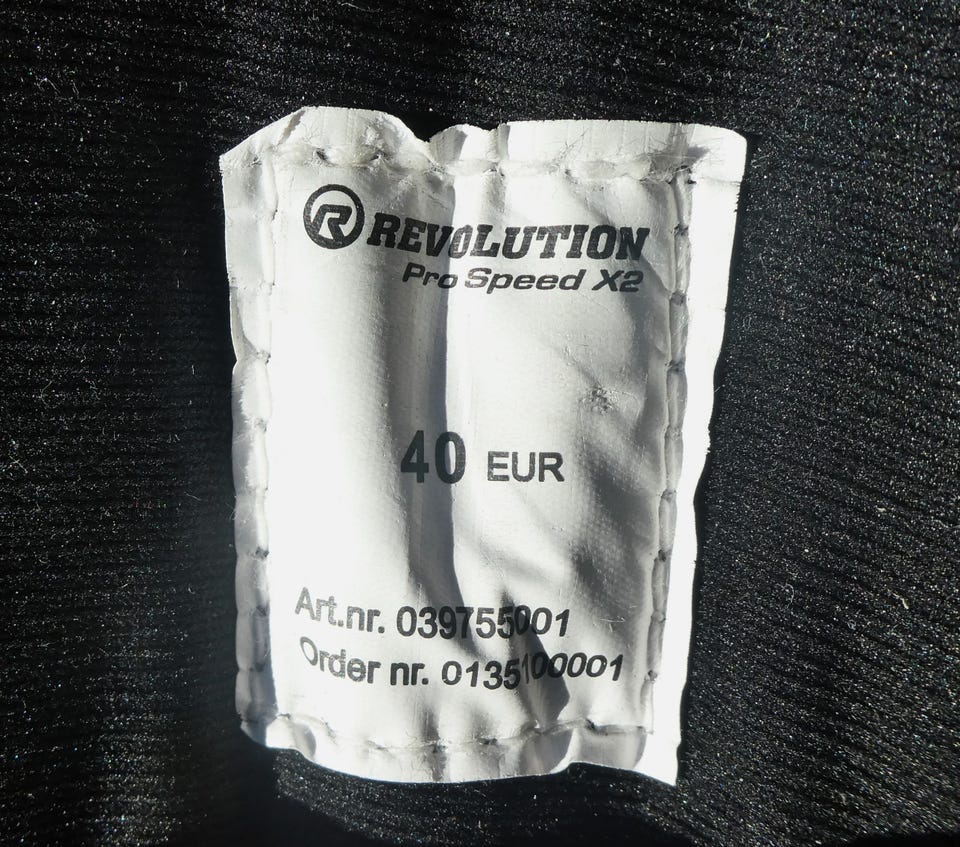 R REVOLUTION
Pro Speed X2
40 EUR
Art.nr. 039755001
Order nr. 0135100001